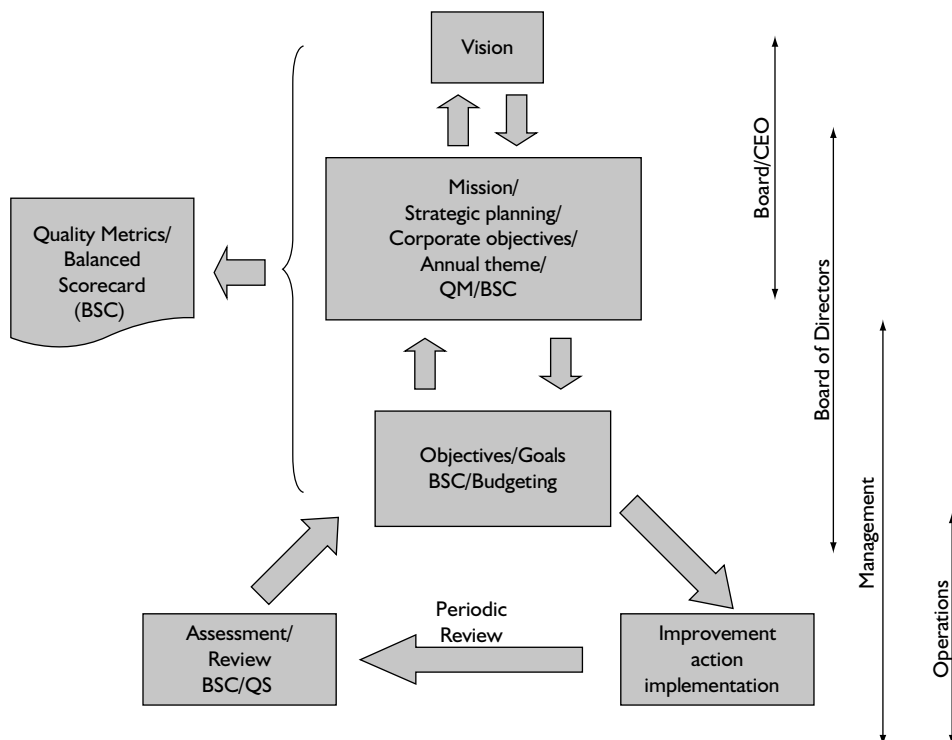 Vision
Mission/
Strategic planning/
Corporate objectives/
Annual theme/
QM/BSC
Quality Metrics/
Balanced
Scorecard
(BSC)
Objectives/Goals
BSC/Budgeting
Periodic
Review
Assessment/
Review
BSC/QS
Improvement
action
implementation
Board/CEO
Board of Directors
Management
Operations